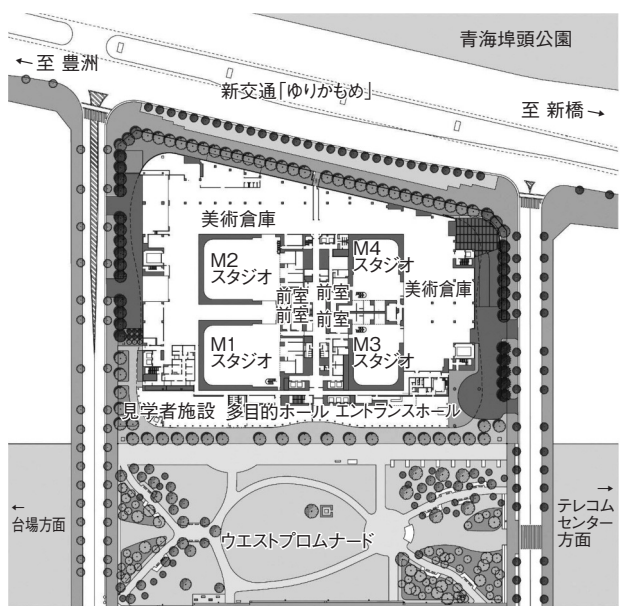 青海埠頭公園
← 至 豊洲
新交通「ゆりかもめ」
至 新橋 →
美術倉庫
M2
スタジオ
M4
スタジオ
前室 前室
美術倉庫
前室 前室
M1
スタジオ
M3
スタジオ
見学者施設 多目的ホール エントランスホール
←
台場方面
→
テレコム
センター
方面
ウエストプロムナード